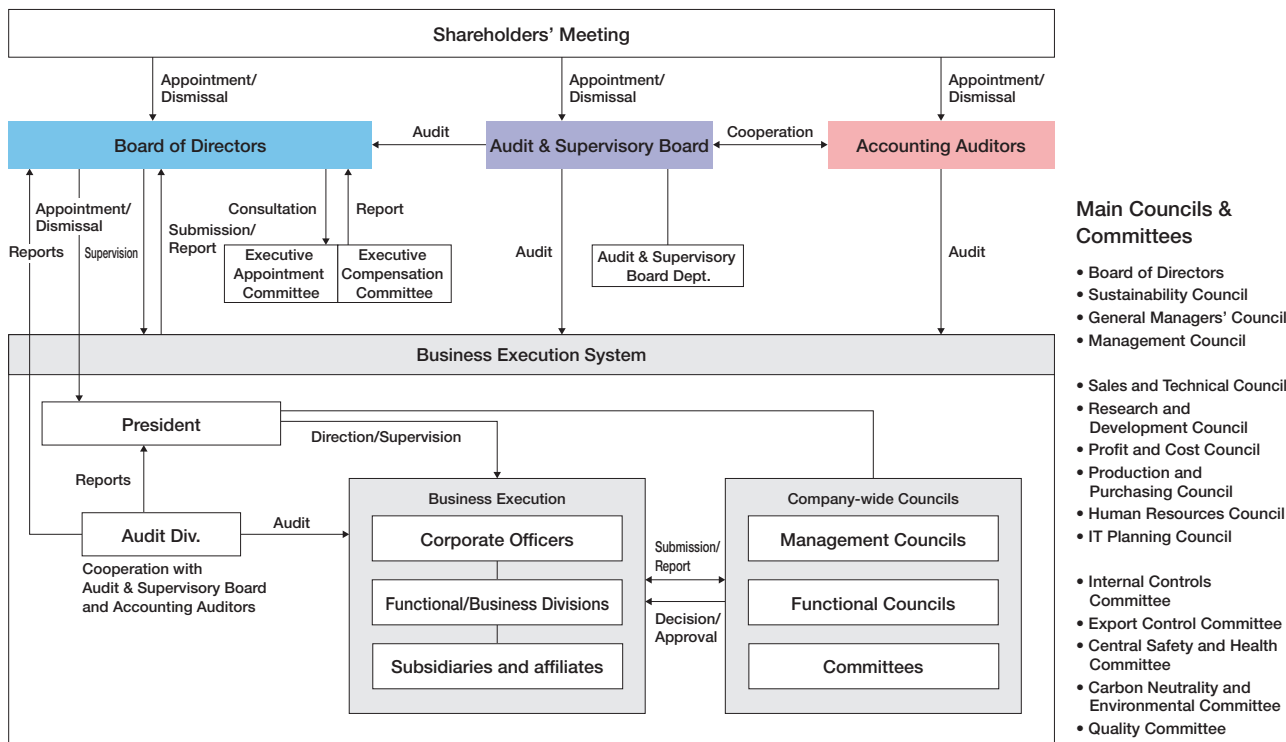 Shareholders' Meeting
Appointment/
Dismissal
Appointment/
Dismissal
Appointment/
Dismissal
Board of Directors
Audit
Audit & Supervisory Board
Cooperation
Accounting Auditors
Reports
Appointment/
Dismissal
Supervision
Submission/
Report
Consultation
Report
Executive
Appointment
Committee
Executive
Compensation
Committee
Audit
Audit & Supervisory
Board Dept.
Audit
Business Execution System
President
Direction/Supervision
Reports
Audit Div.
Audit
Cooperation with
Audit & Supervisory Board
and Accounting Auditors
Business Execution
Corporate Officers
Functional/Business Divisions
Subsidiaries and affiliates
Submission/
Report
Decision/
Approval
Company-wide Councils
Management Councils
Functional Councils
Committees
Main Councils &
Committees
• Board of Directors
• Sustainability Council
• General Managers' Council
• Management Council
• Sales and Technical Council
• Research and
Development Council
• Profit and Cost Council
• Production and
Purchasing Council
• Human Resources Council
• IT Planning Council
• Internal Controls
Committee
• Export Control Committee
• Central Safety and Health
Committee
• Carbon Neutrality and
Environmental Committee
• Quality Committee